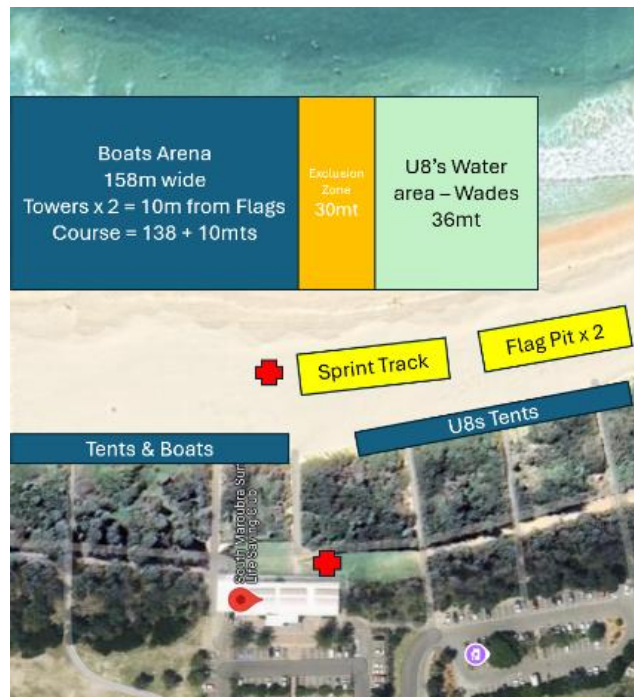 Boats Arena
158m wide
Towers x 2 = 10m from Flags
Course = 138 + 10mts
Exclusion
Zone
30mt
U8's Water
area – Wades
36mt
Sprint Track
Flag Pit x 2
Tents & Boats
U8s Tents
South Maroubra Surf
Life Saving Club